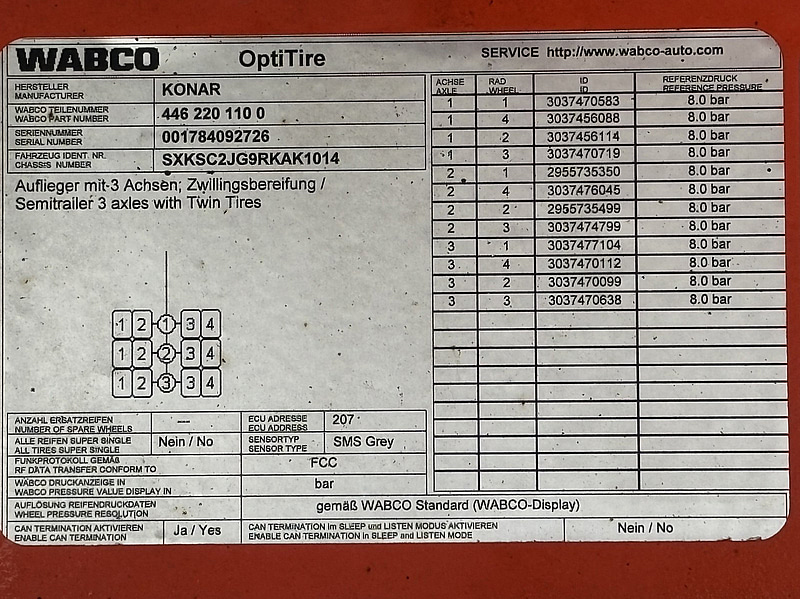 WABCO OptiTire SERVICE http://www.wabco-auto.com
HERSTELLER
MANUFACTURER
KONAR
WABCO TEILENUMMER
WABCO PART NUMBER
446 220 110 0
SERIENNUMMER
SERIAL NUMBER
001784092726
FAHRZEUG IDENT. NR.
CHASSIS NUMBER
SXKSC2JG9RKAK1014
Auflieger mit 3 Achsen; Zwillingsbereifung /
Semitrailer 3 axles with Twin Tires
1 2 1 3 4
1 2 2 3 4
1 2 3 3 4
ACHSE RAD ID REFERENZDRUCK
AXLE WHEEL ID REFERENCE PRESSURE
1 1 3037470583 8.0 bar
1 4 3037456088 8.0 bar
1 2 3037456114 8.0 bar
1 3 3037470719 8.0 bar
2 1 2955735350 8.0 bar
2 4 3037476045 8.0 bar
2 2 2955735499 8.0 bar
2 3 3037474799 8.0 bar
3 1 3037477104 8.0 bar
3 4 3037470112 8.0 bar
3 2 3037470099 8.0 bar
3 3 3037470638 8.0 bar
ANZAHL ERSATZREIFEN
NUMBER OF SPARE WHEELS
---
ECU ADRESSE
ECU ADDRESS
207
ALLE REIFEN SUPER SINGLE
ALL TIRES SUPER SINGLE
Nein / No
SENSORTYP
SENSOR TYPE
SMS Grey
FUNKPROTOKOLL GEMÄß
RF DATA TRANSFER CONFORM TO
FCC
WABCO DRUCKANZEIGE IN
WABCO PRESSURE VALUE DISPLAY IN
bar
AUFLÖSUNG REIFENDRUCKDATEN
WHEEL PRESSURE RESOLUTION
gemäß WABCO Standard (WABCO-Display)
CAN TERMINATION AKTIVIEREN
ENABLE CAN TERMINATION
Ja / Yes
CAN TERMINATION im SLEEP und LISTEN MODUS AKTIVIEREN
ENABLE CAN TERMINATION in SLEEP and LISTEN MODE
Nein / No